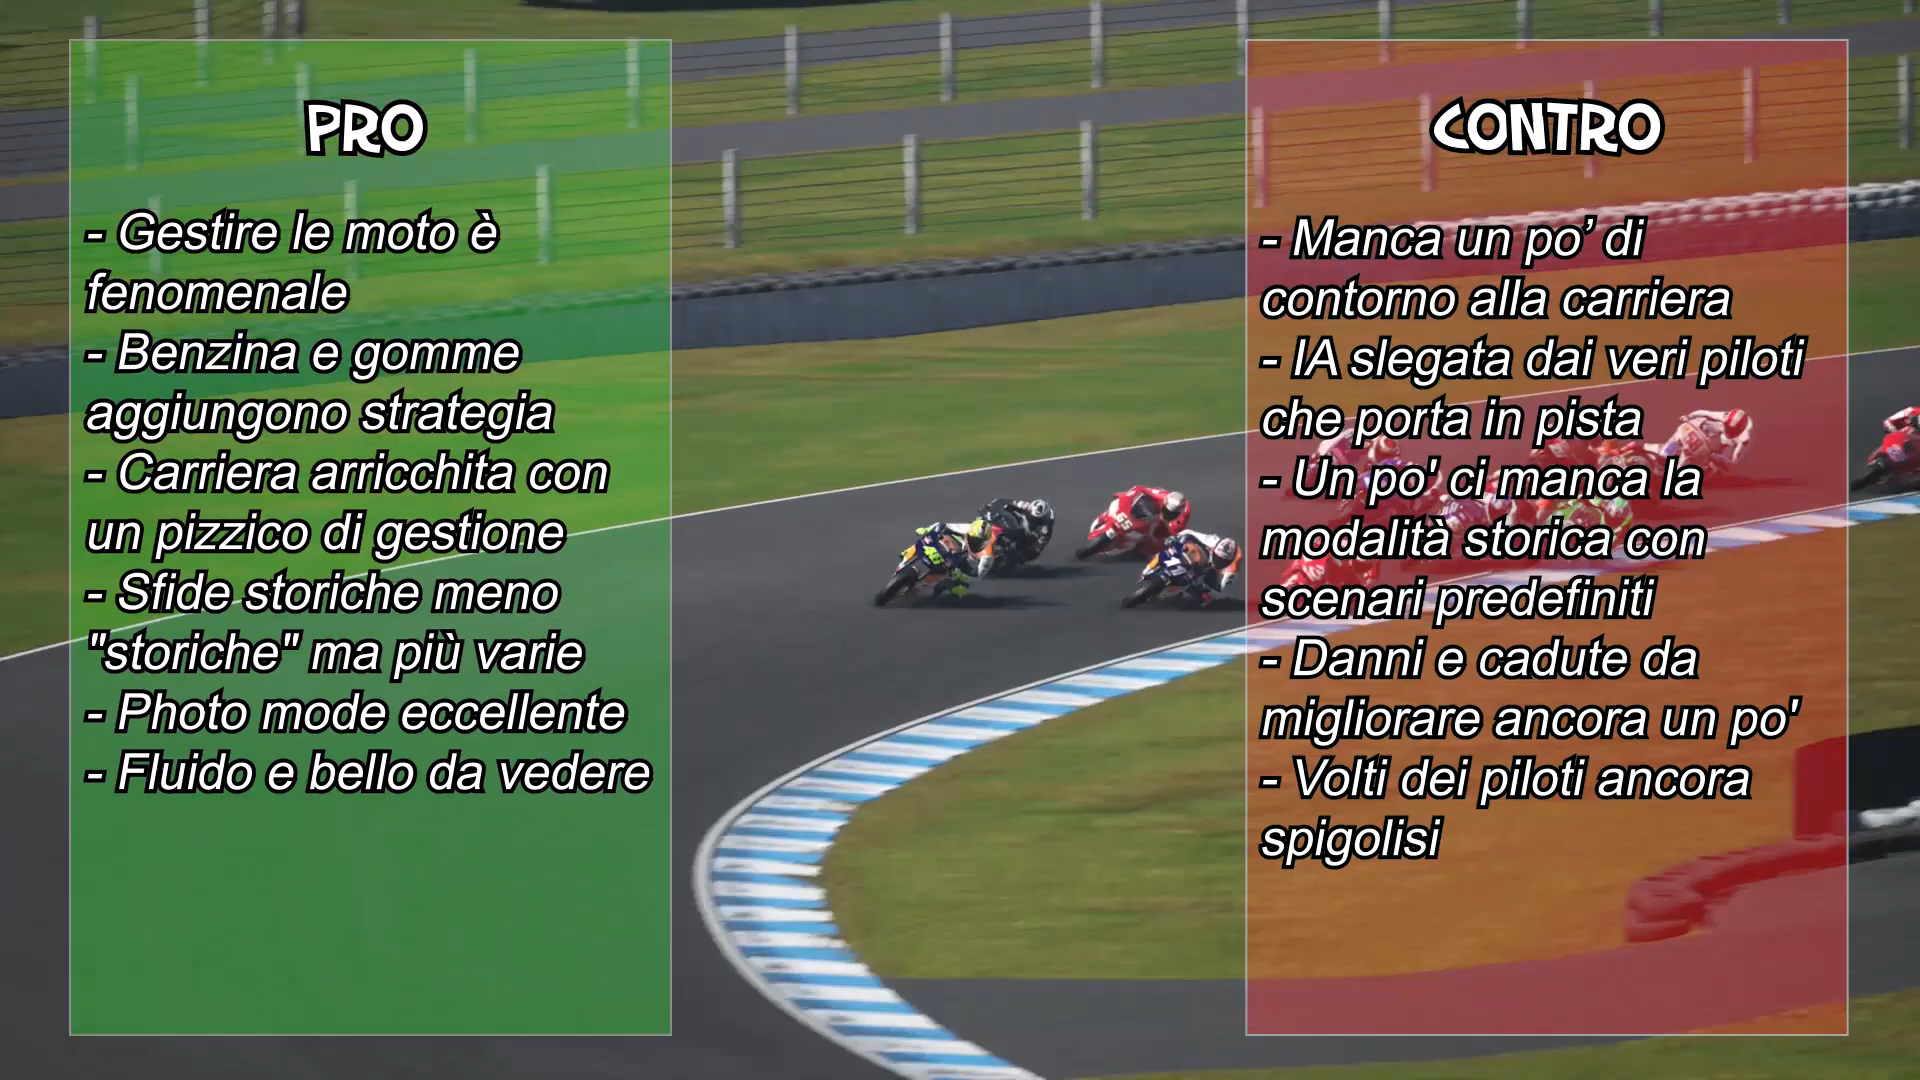 PRO
- Gestire le moto è
fenomenale
- Benzina e gomme
aggiungono strategia
- Carriera arricchita con
un pizzico di gestione
- Sfide storiche meno
"storiche" ma più varie
- Photo mode eccellente
- Fluido e bello da vedere
CONTRO
- Manca un po’ di
contorno alla carriera
- IA slegata dai veri piloti
che porta in pista
- Un po' ci manca la
modalità storica con
scenari predefiniti
- Danni e cadute da
migliorare ancora un po'
- Volti dei piloti ancora
spigolisi
46
65